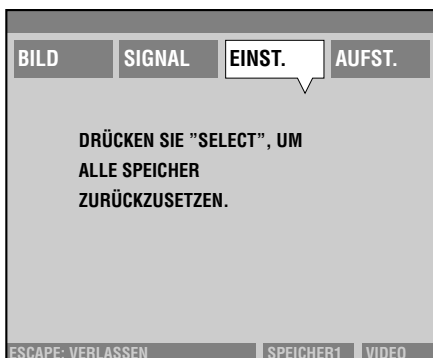 BILD SIGNAL EINST. AUFST.
DRÜCKEN SIE ”SELECT”, UM
ALLE SPEICHER
ZURÜCKZUSETZEN.
ESCAPE: VERLASSEN SPEICHER1 VIDEO